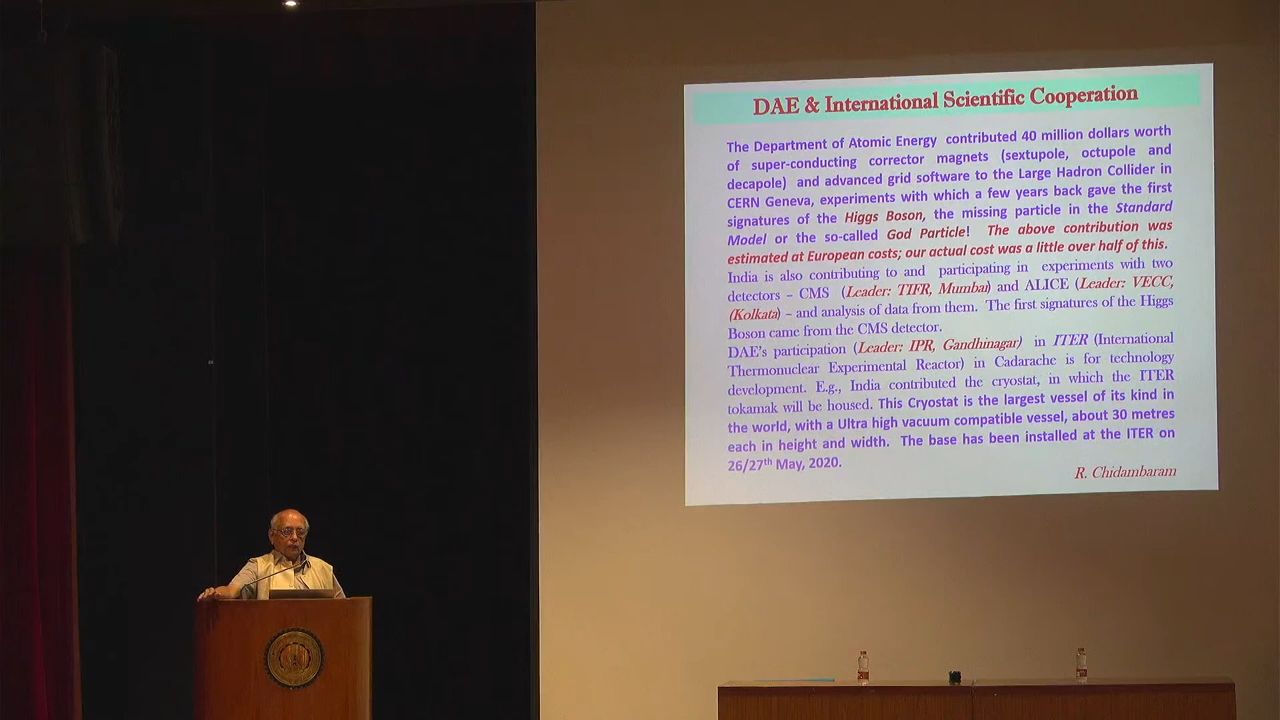 DAE & International Scientific Cooperation
The Department of Atomic Energy contributed 40 million dollars worth
of super-conducting corrector magnets (sextupole, octupole and
decapole) and advanced grid software to the Large Hadron Collider in
CERN Geneva, experiments with which a few years back gave the first
signatures of the Higgs Boson, the missing particle in the Standard
Model or the so-called God Particle! The above contribution was
estimated at European costs; our actual cost was a little over half of this.
India is also contributing to and participating in experiments with two
detectors – CMS (Leader: TIFR, Mumbai) and ALICE (Leader: VECC,
(Kolkata) – and analysis of data from them. The first signatures of the Higgs
Boson came from the CMS detector.
DAE's participation (Leader: IPR, Gandhinagar) in ITER (International
Thermonuclear Experimental Reactor) in Cadarache is for technology
development. E.g., India contributed the cryostat, in which the ITER
tokamak will be housed. This Cryostat is the largest vessel of its kind in
the world, with a Ultra high vacuum compatible vessel, about 30 metres
each in height and width. The base has been installed at the ITER on
26/27th May, 2020.
R. Chidambaram